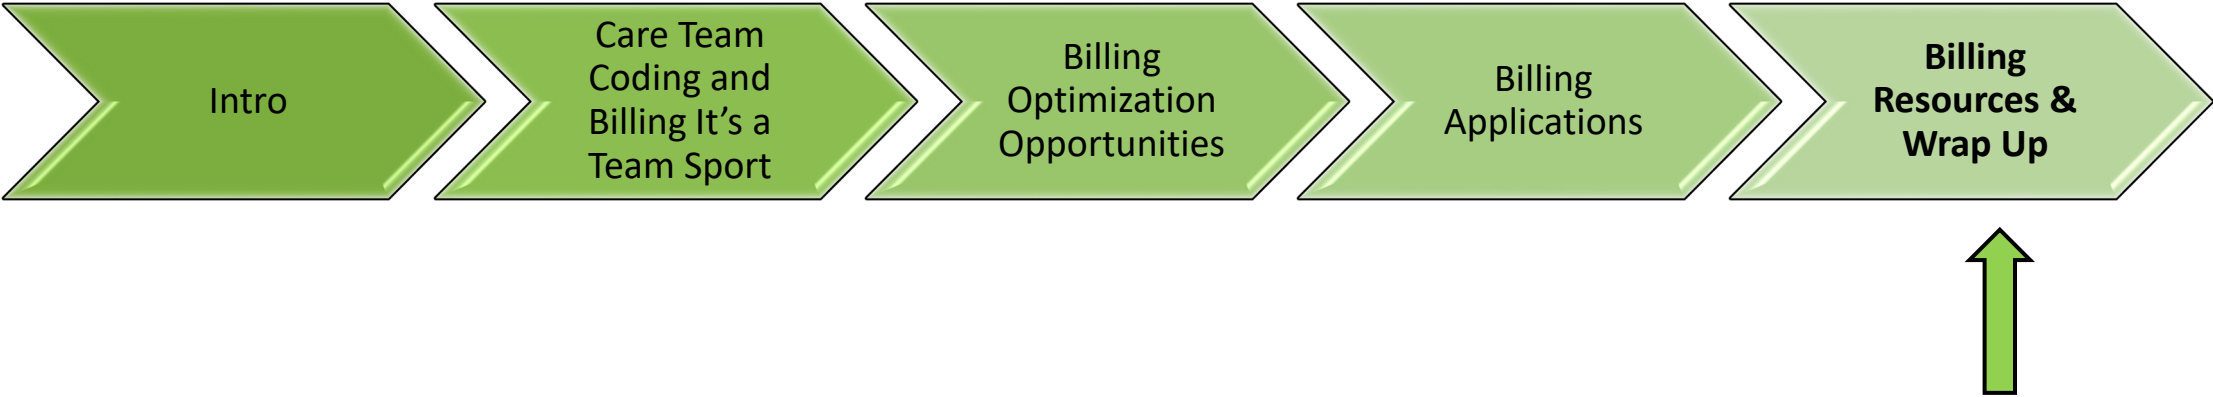 Intro
Care Team
Coding and
Billing It’s a
Team Sport
Billing
Optimization
Opportunities
Billing
Applications
Billing
Resources &
Wrap Up